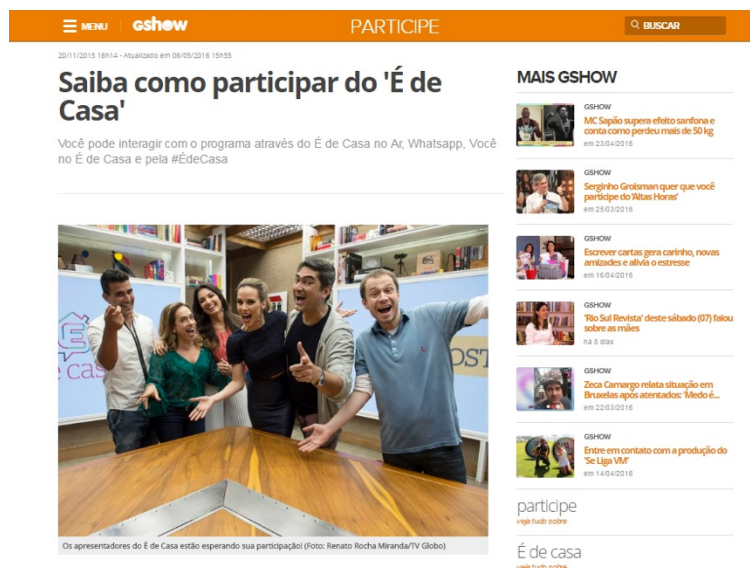 MENU
gshow
PARTICIPE
BUSCAR
20/11/2015 16h14 - Atualizado em 06/05/2016 15h55
Saiba como participar do 'É de
Casa'
Você pode interagir com o programa através do É de Casa no Ar, Whatsapp, Você
no É de Casa e pela #ÉdeCasa
É
e cas
OST
Os apresentadores do É de Casa estão esperando sua participação! (Foto: Renato Rocha Miranda/TV Globo)
MAIS GSHOW
GSHOW
MC Sapão supera efeito sanfona e
conta como perdeu mais de 50 kg
em 23/04/2016
GSHOW
Serginho Groisman quer que você
participe do 'Altas Horas'
em 25/03/2016
GSHOW
Escrever cartas gera carinho, novas
amizades e alivia o estresse
em 16/04/2016
GSHOW
'Rio Sul Revista' deste sábado (07) falou
sobre as mães
há 8 dias
GSHOW
Zeca Camargo relata situação em
Bruxelas após atentados: 'Medo é...
em 22/03/2016
GSHOW
Entre em contato com a produção do
'Se Liga VM'
em 14/04/2016
participe
veja tudo sobre
É de casa
veja tudo sobre